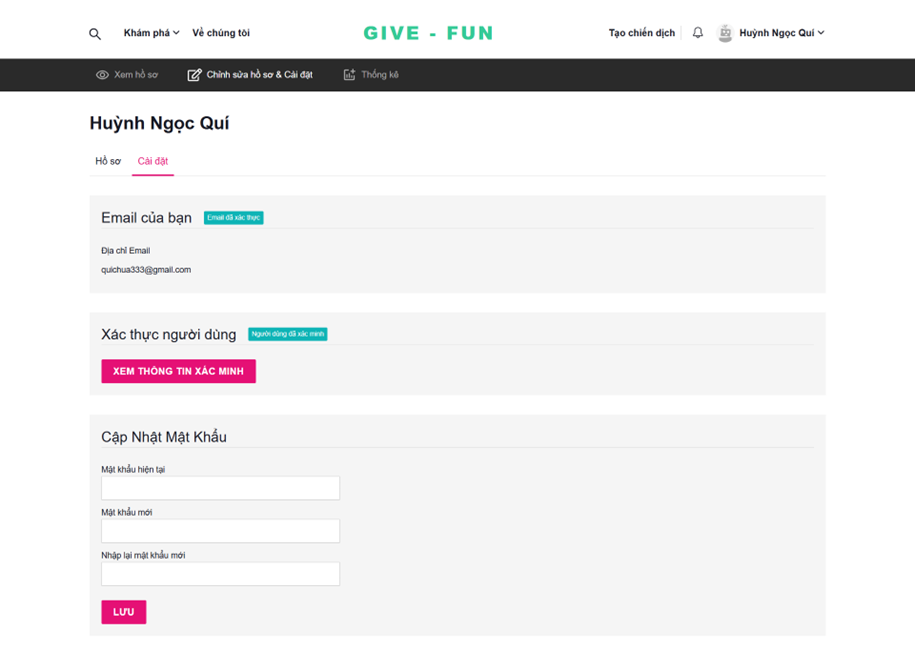 Khám phá Về chúng tôi GIVE - FUN Tạo chiến dịch Huỳnh Ngọc Quí
Xem hồ sơ Chỉnh sửa hồ sơ & Cài đặt Thống kê
Huỳnh Ngọc Quí
Hồ sơ Cài đặt
Email của bạn Email đã xác thực
Địa chỉ Email
quichua333@gmail.com
Xác thực người dùng Người dùng đã xác minh
XEM THÔNG TIN XÁC MINH
Cập Nhật Mật Khẩu
Mật khẩu hiện tại
Mật khẩu mới
Nhập lại mật khẩu mới
LƯU